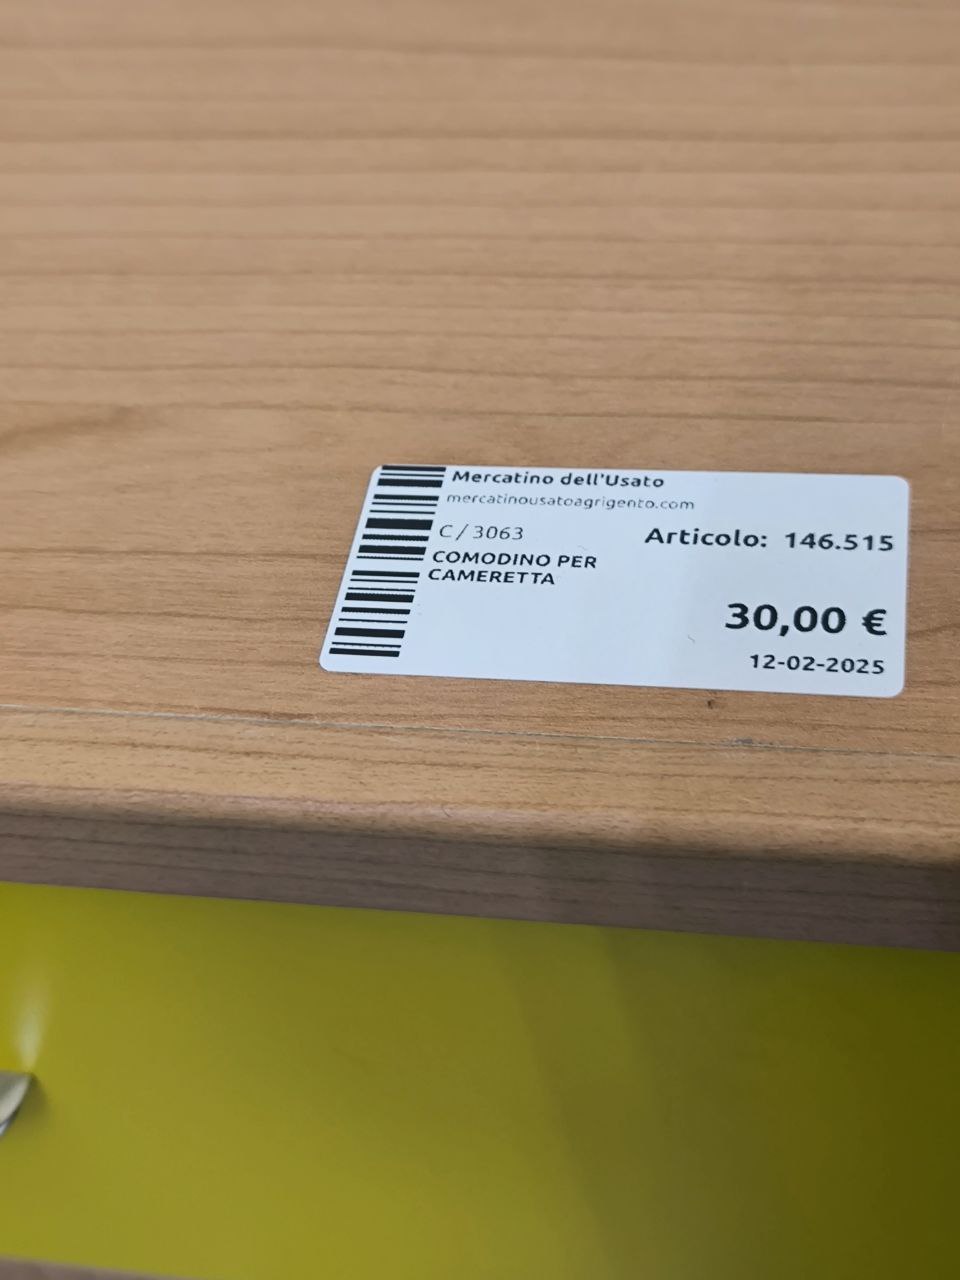 Mercatino dell'Usato
mercatinousatoagrigento.com
C/3063
Articolo: 146.515
COMODINO PER
CAMERETTA
30,00 €
12-02-2025